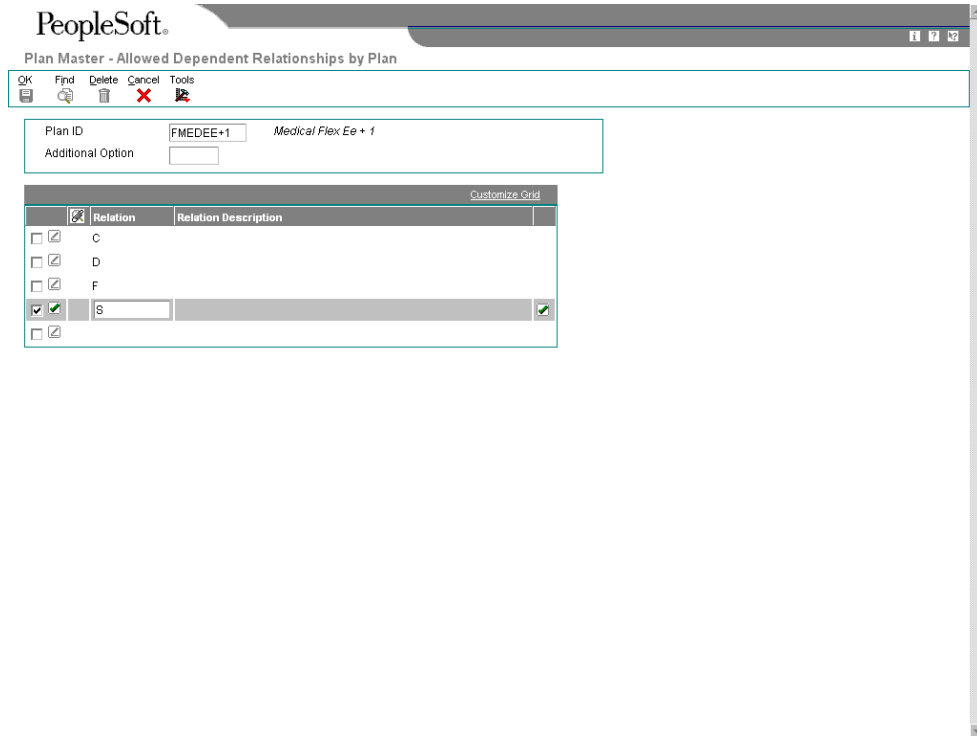 PeopleSoft®
Plan Master - Allowed Dependent Relationships by Plan
OK Find Delete Cancel Tools
Plan ID FMEDEE+1 Medical Flex Ee + 1
Additional Option
Customize Grid
Relation Relation Description
C
D
F
S